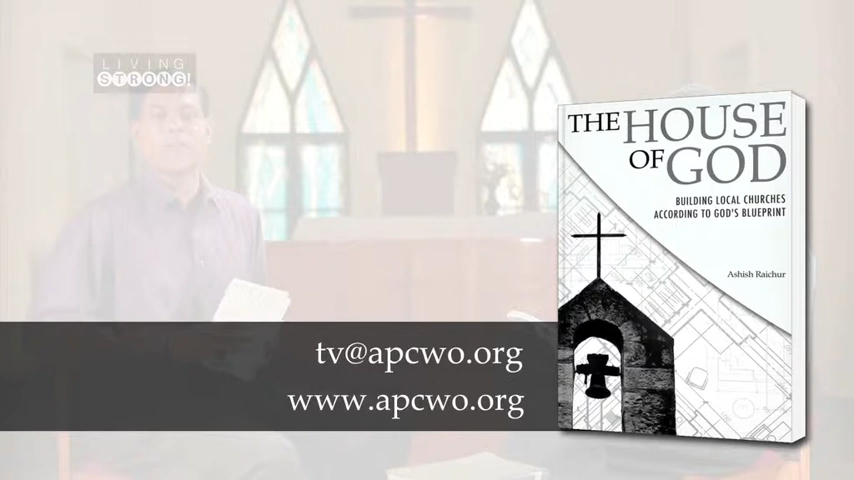 LIVING
STRONG!
THE HOUSE
OF GOD
BUILDING LOCAL CHURCHES
ACCORDING TO GOD'S BLUEPRINT
Ashish Raichur
tv@apcwo.org
www.apcwo.org